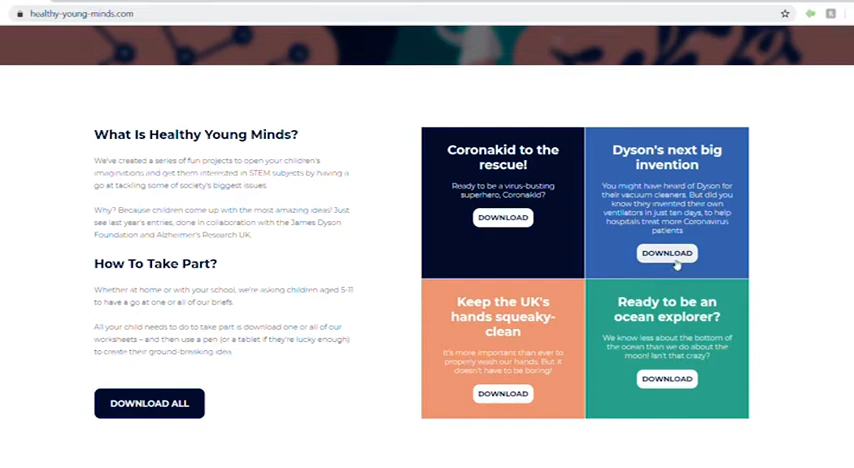 healthy-young-minds.com
What Is Healthy Young Minds?
We've created a series of fun projects to open your children's
imaginations and get them interested in STEM subjects by having a
go at tackling some of society's biggest issues.
Why? Because children come up with the most amazing ideas! Just
see last year's entries, done in collaboration with the James Dyson
Foundation and Alzheimer's Research UK.
How To Take Part?
Whether at home or with your school, we're asking children aged 5-11
to have a go at one or all of our briefs.
All your child needs to do to take part is download one or all of our
worksheets – and then use a pen (or a tablet if they're lucky enough)
to create their ground-breaking idea.
DOWNLOAD ALL
Coronakid to the
rescue!
Ready to be a virus-busting
superhero, Coronakid?
DOWNLOAD
Dyson's next big
invention
You might have heard of Dyson for
their vacuum cleaners. But did you
know they invented their own
ventilators in just ten days, to help
hospitals treat more Coronavirus
patients
DOWNLOAD
Keep the UK's
hands squeaky-
clean
It's more important than ever to
properly wash our hands. But it
doesn't have to be boring!
DOWNLOAD
Ready to be an
ocean explorer?
We know less about the bottom of
the ocean than we do about the
moon! Isn't that crazy?
DOWNLOAD